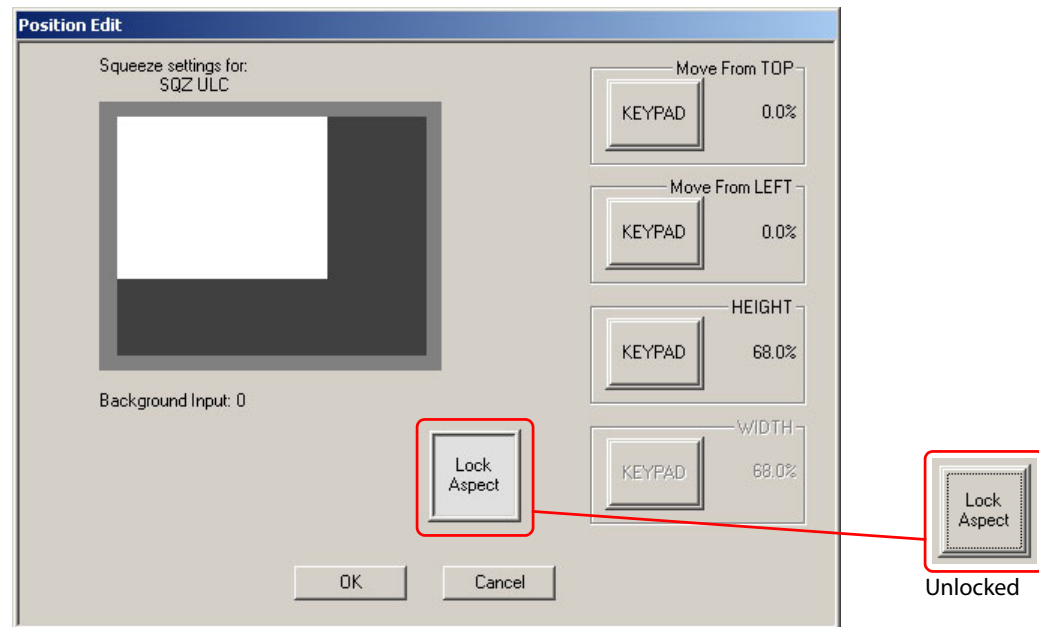 Position Edit
Squeeze settings for:
SQZ ULC
Move From TOP
KEYPAD
0.0%
Move From LEFT
KEYPAD
0.0%
HEIGHT
KEYPAD
68.0%
Background Input: 0
WIDTH
KEYPAD
68.0%
Lock
Aspect
Lock
Aspect
Unlocked
OK
Cancel